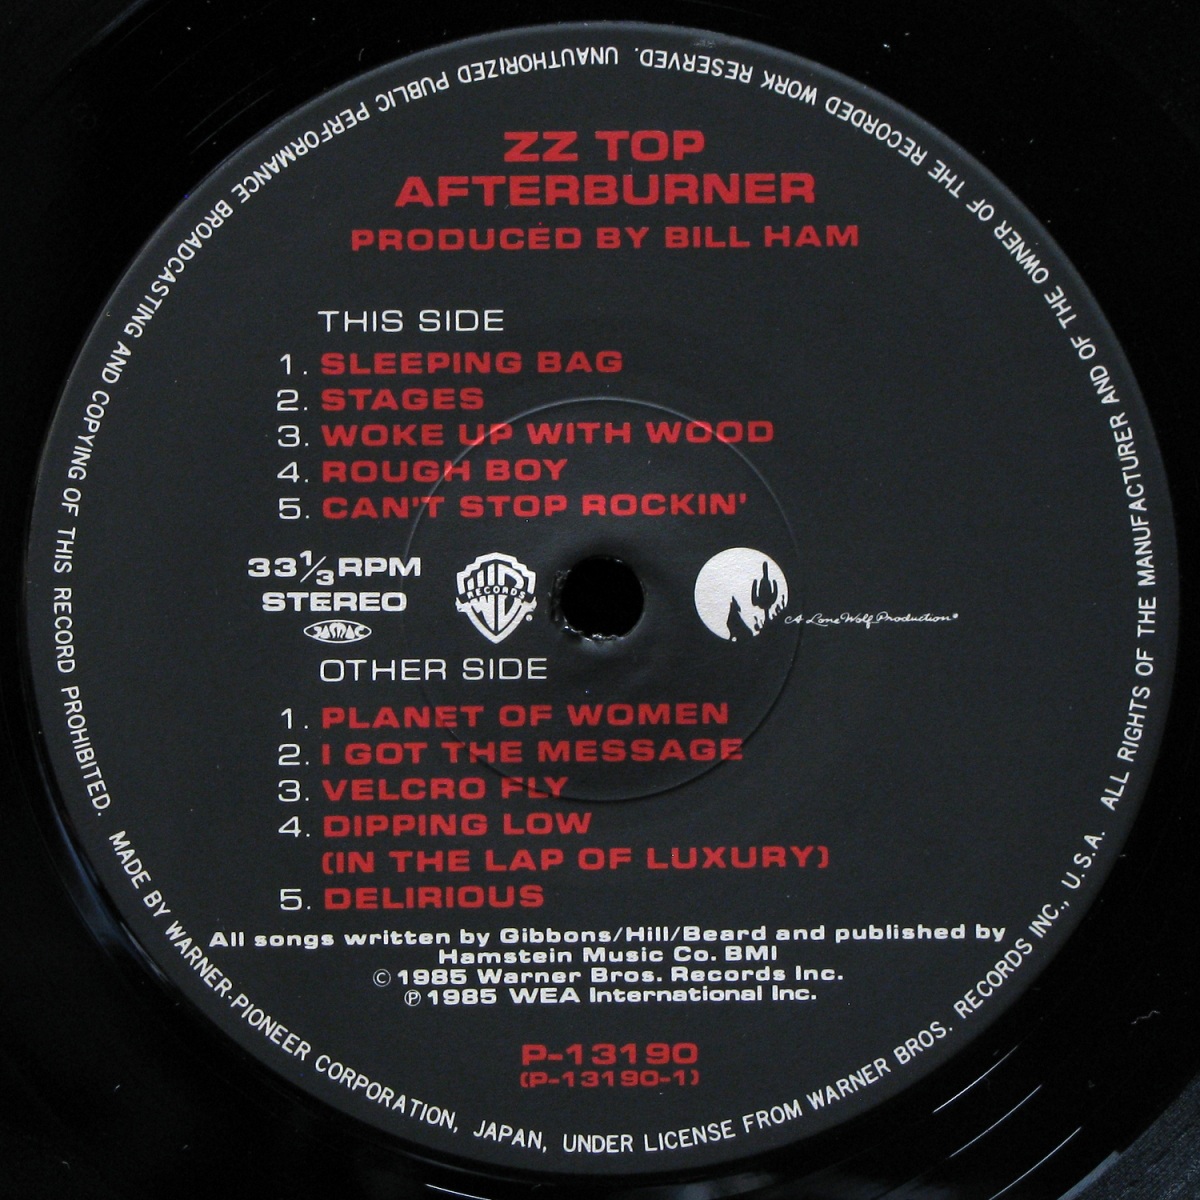 ZZ TOP
AFTERBURNER
PRODUCED BY BILL HAM
THIS SIDE
1. SLEEPING BAG
2. STAGES
3. WOKE UP WITH WOOD
4. ROUGH BOY
5. CAN'T STOP ROCKIN'
33 1/3 RPM
STEREO
JASRAC
W RECORDS ®
A Lone Wolf Production®
OTHER SIDE
1. PLANET OF WOMEN
2. I GOT THE MESSAGE
3. VELCRO FLY
4. DIPPING LOW
(IN THE LAP OF LUXURY)
5. DELIRIOUS
All songs written by Gibbons/Hill/Beard and published by
Hamstein Music Co. BMI
© 1985 Warner Bros. Records Inc.
℗ 1985 WEA International Inc.
P-13190
(P-13190-1)
MADE BY WARNER-PIONEER CORPORATION, JAPAN, UNDER LICENSE FROM WARNER BROS. RECORDS INC., U.S.A. ALL RIGHTS OF THE MANUFACTURER AND OF THE OWNER OF THE RECORDED WORK RESERVED. UNAUTHORIZED PUBLIC PERFORMANCE BROADCASTING AND COPYING OF THIS RECORD PROHIBITED.